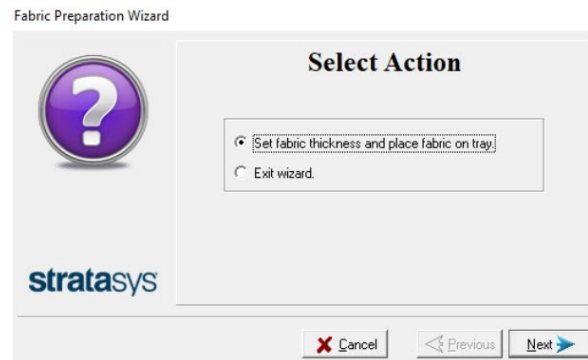 Fabric Preparation Wizard
Select Action
Set fabric thickness and place fabric on tray.
Exit wizard.
stratasys
Cancel
Previous
Next